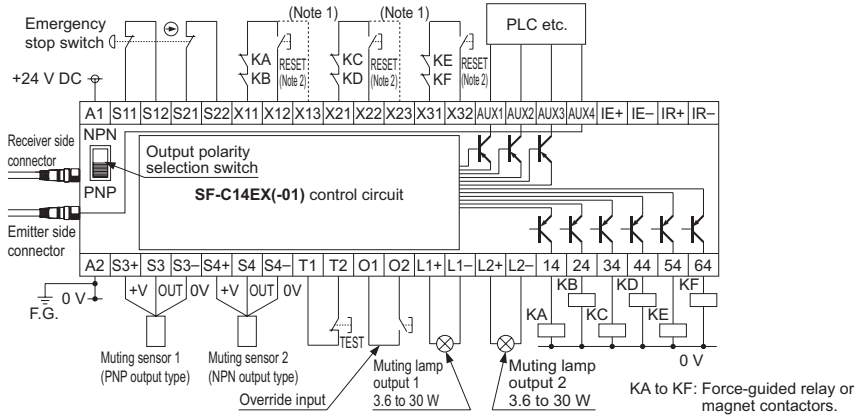 Emergency
stop switch
+24 V DC
(Note 1) (Note 1)
PLC etc.
KA
KB
RESET
(Note 2)
KC
KD
RESET
(Note 2)
KE
KF
RESET
(Note 2)
A1 S11 S12 S21 S22 X11 X12 X13 X21 X22 X23 X31 X32 AUX1 AUX2 AUX3 AUX4 IE+ IE– IR+ IR–
Receiver side
connector
NPN
PNP
Output polarity
selection switch
SF-C14EX(-01) control circuit
Emitter side
connector
A2 S3+ S3 S3– S4+ S4 S4– T1 T2 O1 O2 L1+ L1– L2+ L2– 14 24 34 44 54 64
0 V
F.G.
+V OUT 0V
+V OUT 0V
TEST
KA KB KC KD KE KF
0 V
Muting sensor 1
(PNP output type)
Muting sensor 2
(NPN output type)
Override input
Muting lamp
output 1
3.6 to 30 W
Muting lamp
output 2
3.6 to 30 W
KA to KF: Force-guided relay or
magnet contactors.